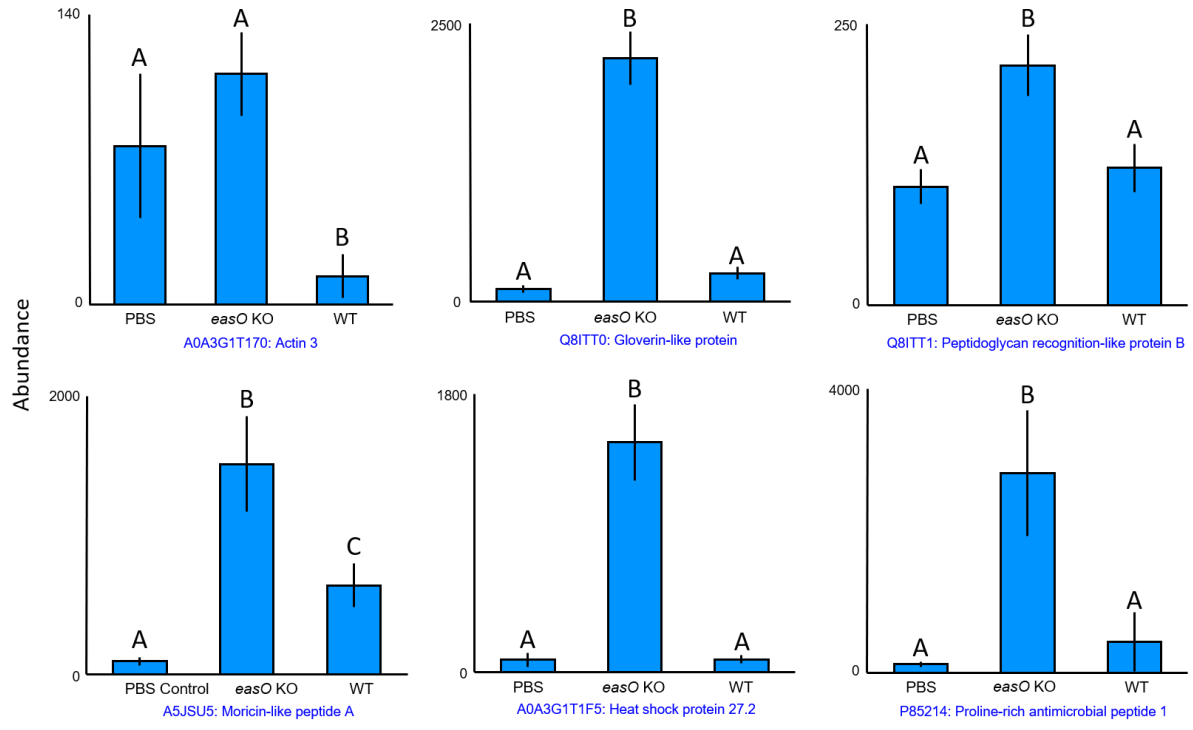 Abundance
140
A
A
B
0
PBS easO KO WT
A0A3G1T170: Actin 3
2500
B
A
A
0
PBS easO KO WT
Q8ITT0: Gloverin-like protein
250
B
A
A
0
PBS easO KO WT
Q8ITT1: Peptidoglycan recognition-like protein B
2000
B
C
A
0
PBS Control easO KO WT
A5JSU5: Moricin-like peptide A
1800
B
A
A
0
PBS easO KO WT
A0A3G1T1F5: Heat shock protein 27.2
4000
B
A
A
0
PBS easO KO WT
P85214: Proline-rich antimicrobial peptide 1